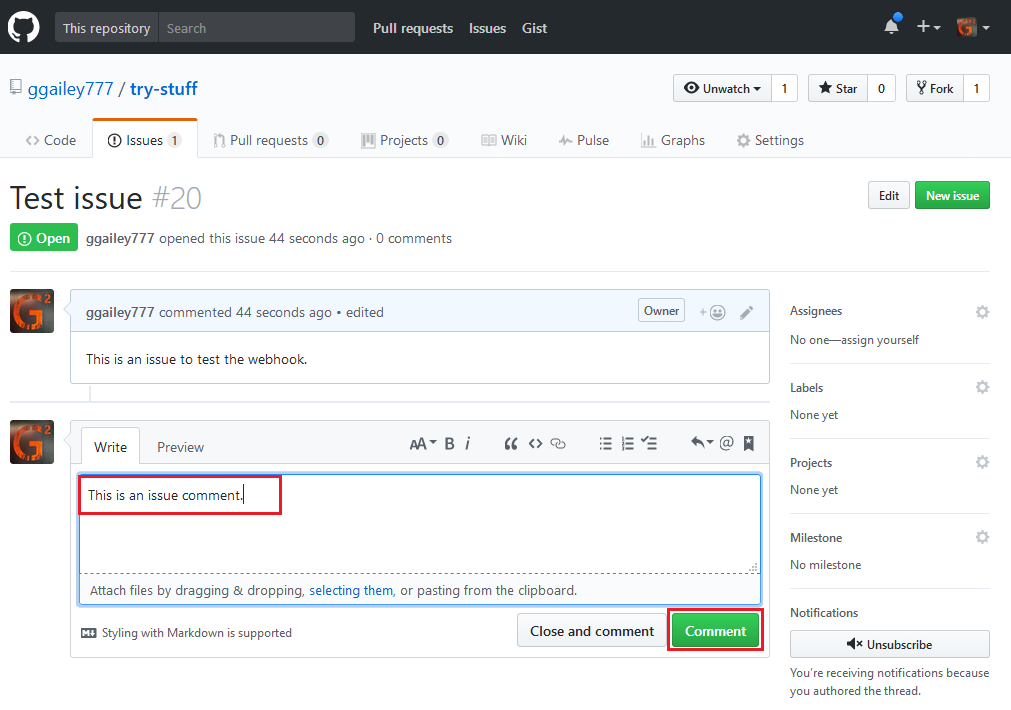 This repository Search Pull requests Issues Gist
ggailey777 / try-stuff Unwatch 1 Star 0 Fork 1
Code Issues 1 Pull requests 0 Projects 0 Wiki Pulse Graphs Settings
Test issue #20 Edit New issue
Open ggailey777 opened this issue 44 seconds ago · 0 comments
ggailey777 commented 44 seconds ago • edited Owner
This is an issue to test the webhook.
Write Preview AA B i
This is an issue comment.
Attach files by dragging & dropping, selecting them, or pasting from the clipboard.
Styling with Markdown is supported Close and comment Comment
Assignees
No one—assign yourself
Labels
None yet
Projects
None yet
Milestone
No milestone
Notifications
Unsubscribe
You're receiving notifications because
you authored the thread.